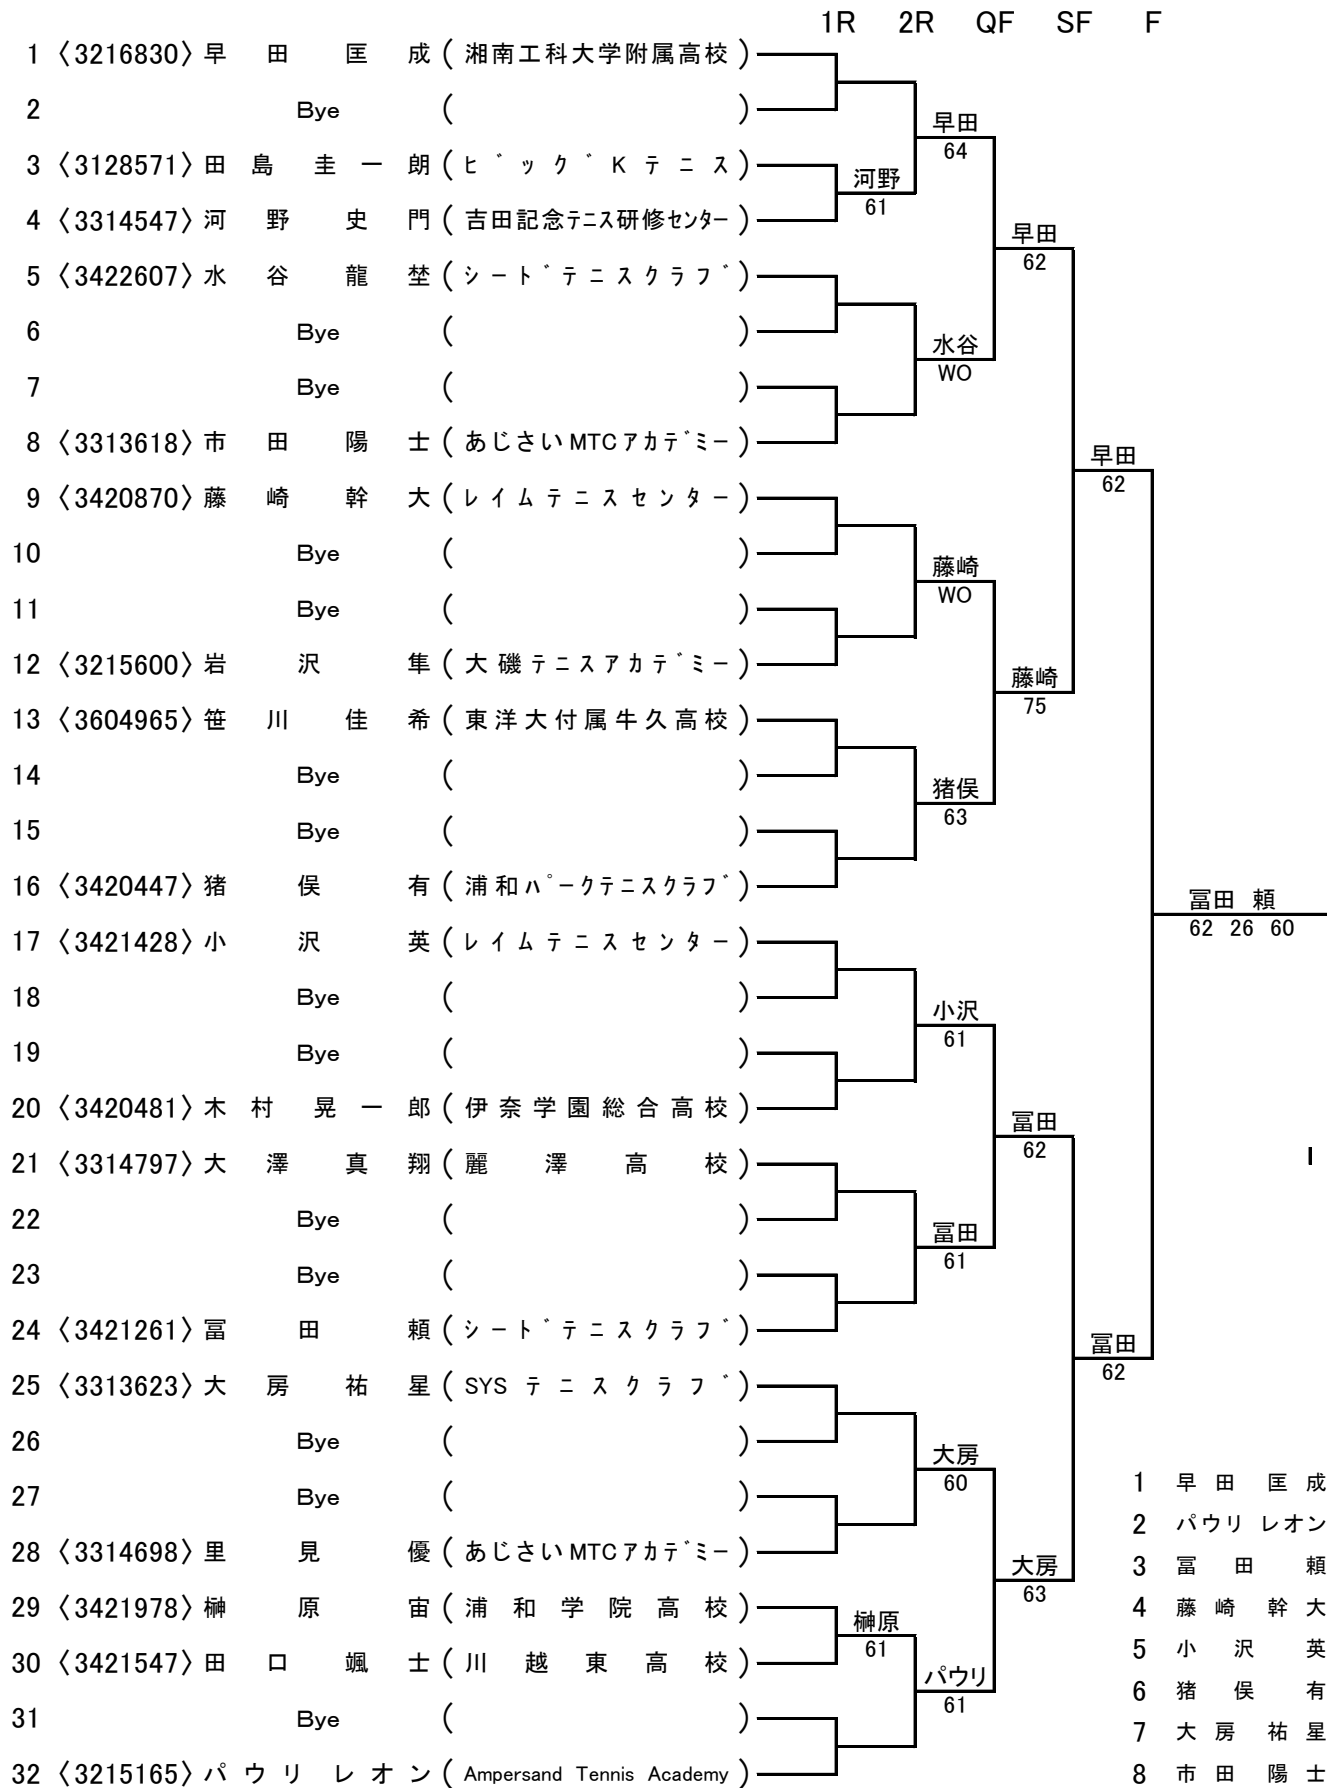 1R 2R QF SF F
1 〈3216830〉 早田 匡成 ( 湘南工科大学附属高校 )
2 Bye ( )
早田
64
3 〈3128571〉 田島 圭一朗 ( ビッグKテニス )
河野
61
4 〈3314547〉 河野 史門 ( 吉田記念テニス研修センター )
早田
62
5 〈3422607〉 水谷 龍埜 ( シードテニスクラブ )
6 Bye ( )
水谷
WO
7 Bye ( )
8 〈3313618〉 市田 陽士 ( あじさいMTCアカデミー )
早田
62
9 〈3420870〉 藤崎 幹大 ( レイムテニスセンター )
10 Bye ( )
藤崎
WO
11 Bye ( )
12 〈3215600〉 岩沢 隼 ( 大磯テニスアカデミー )
藤崎
75
13 〈3604965〉 笹川 佳希 ( 東洋大付属牛久高校 )
14 Bye ( )
猪俣
63
15 Bye ( )
16 〈3420447〉 猪俣 有 ( 浦和パークテニスクラブ )
冨田 頼
62 26 60
17 〈3421428〉 小沢 英 ( レイムテニスセンター )
18 Bye ( )
小沢
61
19 Bye ( )
20 〈3420481〉 木村 晃一郎 ( 伊奈学園総合高校 )
冨田
62
21 〈3314797〉 大澤 真翔 ( 麗澤高校 )
22 Bye ( )
冨田
61
23 Bye ( )
24 〈3421261〉 冨田 頼 ( シードテニスクラブ )
冨田
62
25 〈3313623〉 大房 祐星 ( SYSテニスクラブ )
26 Bye ( )
大房
60
27 Bye ( )
28 〈3314698〉 里見 優 ( あじさいMTCアカデミー )
大房
63
29 〈3421978〉 榊原 宙 ( 浦和学院高校 )
榊原
61
30 〈3421547〉 田口 颯士 ( 川越東高校 )
パウリ
61
31 Bye ( )
32 〈3215165〉 パウリ レオン ( Ampersand Tennis Academy )
1 早田 匡成
2 パウリ レオン
3 冨田 頼
4 藤崎 幹大
5 小沢 英
6 猪俣 有
7 大房 祐星
8 市田 陽士